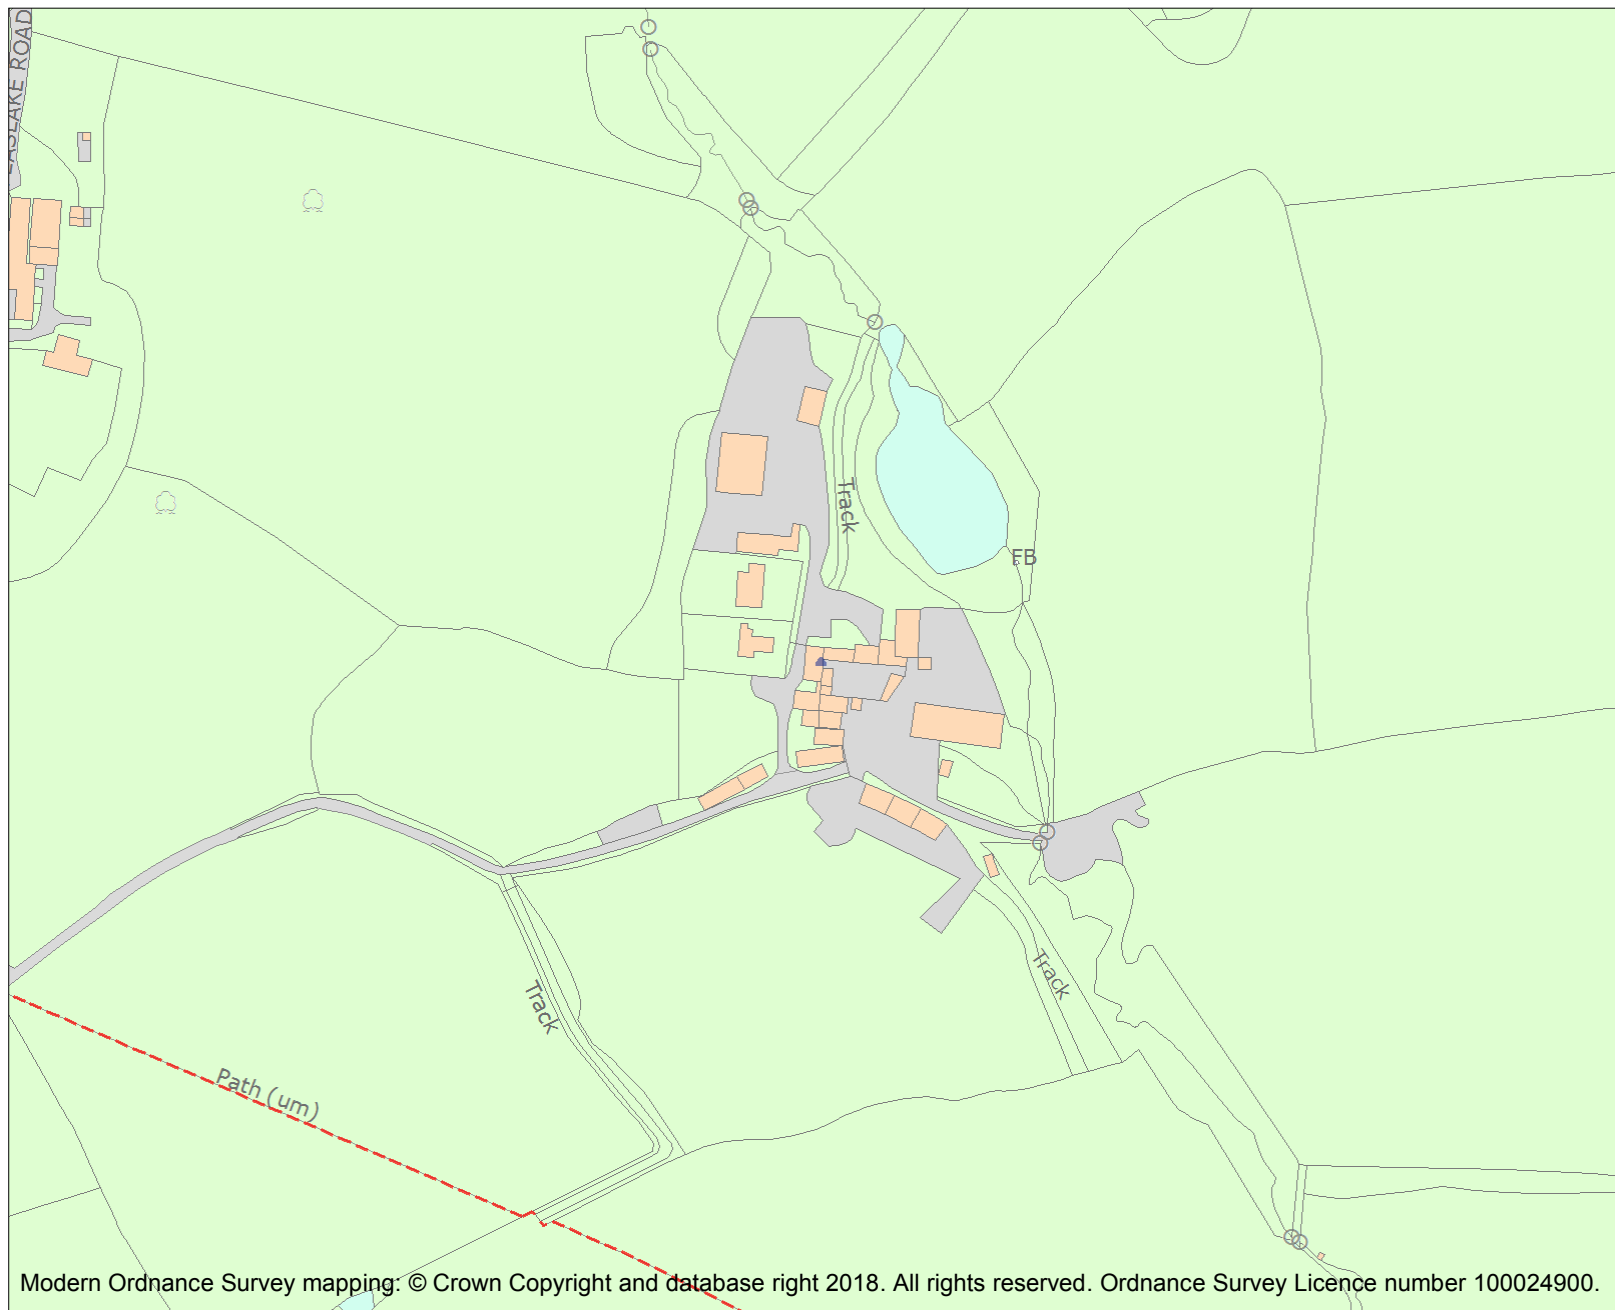 EASLAKE ROAD
Track
FB
Track
Track
Path (um)
Modern Ordnance Survey mapping: © Crown Copyright and database right 2018. All rights reserved. Ordnance Survey Licence number 100024900.